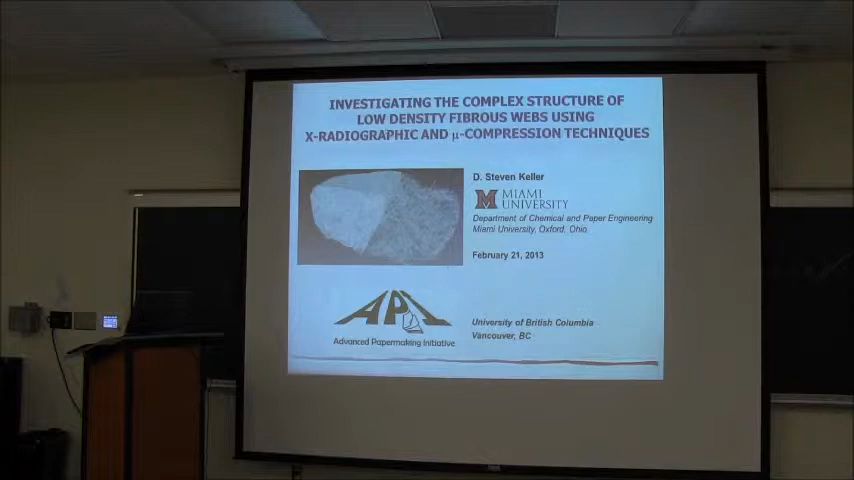 INVESTIGATING THE COMPLEX STRUCTURE OF
LOW DENSITY FIBROUS WEBS USING
X-RADIOGRAPHIC AND µ-COMPRESSION TECHNIQUES
D. Steven Keller
M MIAMI
UNIVERSITY
Department of Chemical and Paper Engineering
Miami University, Oxford, Ohio
February 21, 2013
API
Advanced Papermaking Initiative
University of British Columbia
Vancouver, BC